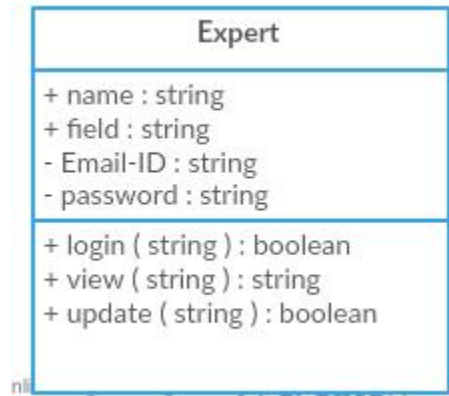 Expert
+ name : string
+ field : string
- Email-ID : string
- password : string
+ login ( string ) : boolean
+ view ( string ) : string
+ update ( string ) : boolean